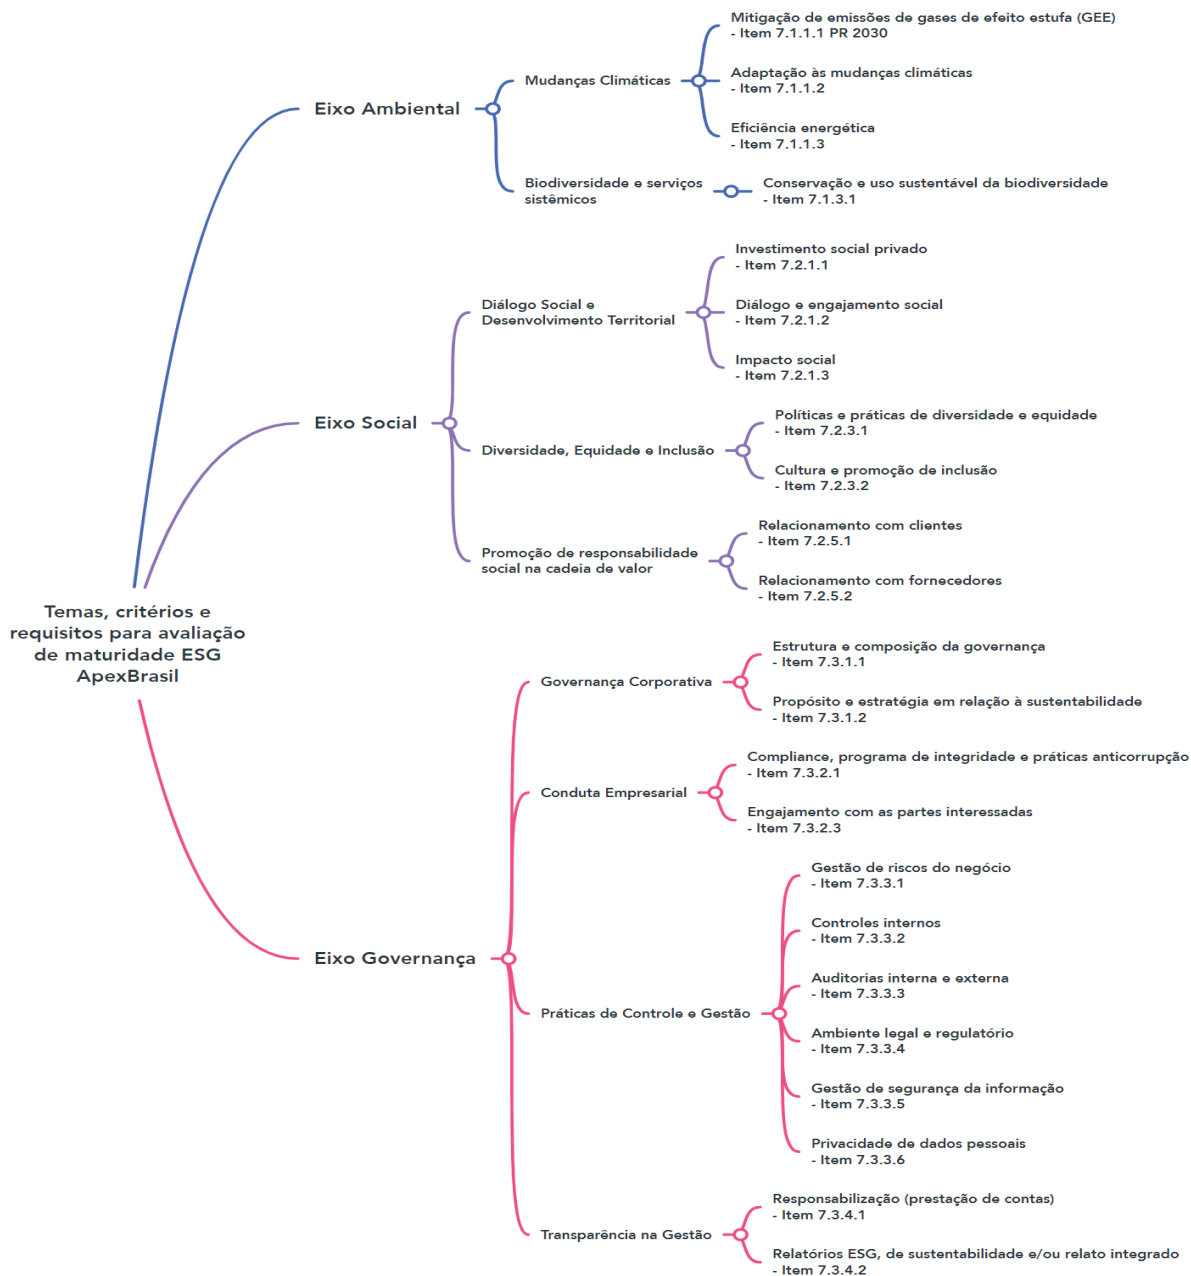 Temas, critérios e
requisitos para avaliação
de maturidade ESG
ApexBrasil
Eixo Ambiental
Mudanças Climáticas
Mitigação de emissões de gases de efeito estufa (GEE)
- Item 7.1.1.1 PR 2030
Adaptação às mudanças climáticas
- Item 7.1.1.2
Eficiência energética
- Item 7.1.1.3
Biodiversidade e serviços
sistêmicos
Conservação e uso sustentável da biodiversidade
- Item 7.1.3.1
Eixo Social
Diálogo Social e
Desenvolvimento Territorial
Investimento social privado
- Item 7.2.1.1
Diálogo e engajamento social
- Item 7.2.1.2
Impacto social
- Item 7.2.1.3
Diversidade, Equidade e Inclusão
Políticas e práticas de diversidade e equidade
- Item 7.2.3.1
Cultura e promoção de inclusão
- Item 7.2.3.2
Promoção de responsabilidade
social na cadeia de valor
Relacionamento com clientes
- Item 7.2.5.1
Relacionamento com fornecedores
- Item 7.2.5.2
Eixo Governança
Governança Corporativa
Estrutura e composição da governança
- Item 7.3.1.1
Propósito e estratégia em relação à sustentabilidade
- Item 7.3.1.2
Conduta Empresarial
Compliance, programa de integridade e práticas anticorrupção
- Item 7.3.2.1
Engajamento com as partes interessadas
- Item 7.3.2.3
Práticas de Controle e Gestão
Gestão de riscos do negócio
- Item 7.3.3.1
Controles internos
- Item 7.3.3.2
Auditorias interna e externa
- Item 7.3.3.3
Ambiente legal e regulatório
- Item 7.3.3.4
Gestão de segurança da informação
- Item 7.3.3.5
Privacidade de dados pessoais
- Item 7.3.3.6
Transparência na Gestão
Responsabilização (prestação de contas)
- Item 7.3.4.1
Relatórios ESG, de sustentabilidade e/ou relato integrado
- Item 7.3.4.2